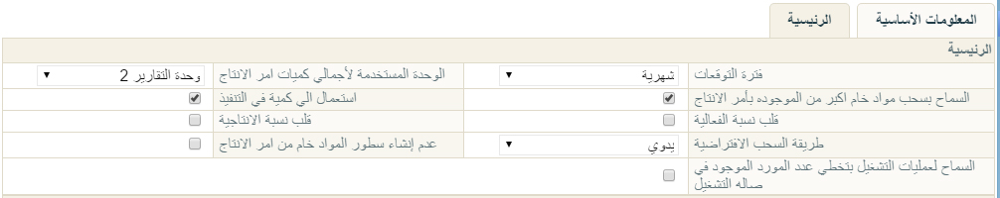 المعلومات الأساسية
الرئيسية
الرئيسية
فترة التوقعات
شهرية
الوحدة المستخدمة لأجمالي كميات امر الانتاج
وحدة التقارير 2
السماح بسحب مواد خام اكبر من الموجوده بأمر الانتاج
استعمال الي كمية في التنفيذ
قلب نسبة الفعالية
قلب نسبة الانتاجية
طريقة السحب الافتراضية
يدوي
عدم إنشاء سطور المواد خام من امر الانتاج
السماح لعمليات التشغيل بتخطي عدد المورد الموجود في
صاله التشغيل